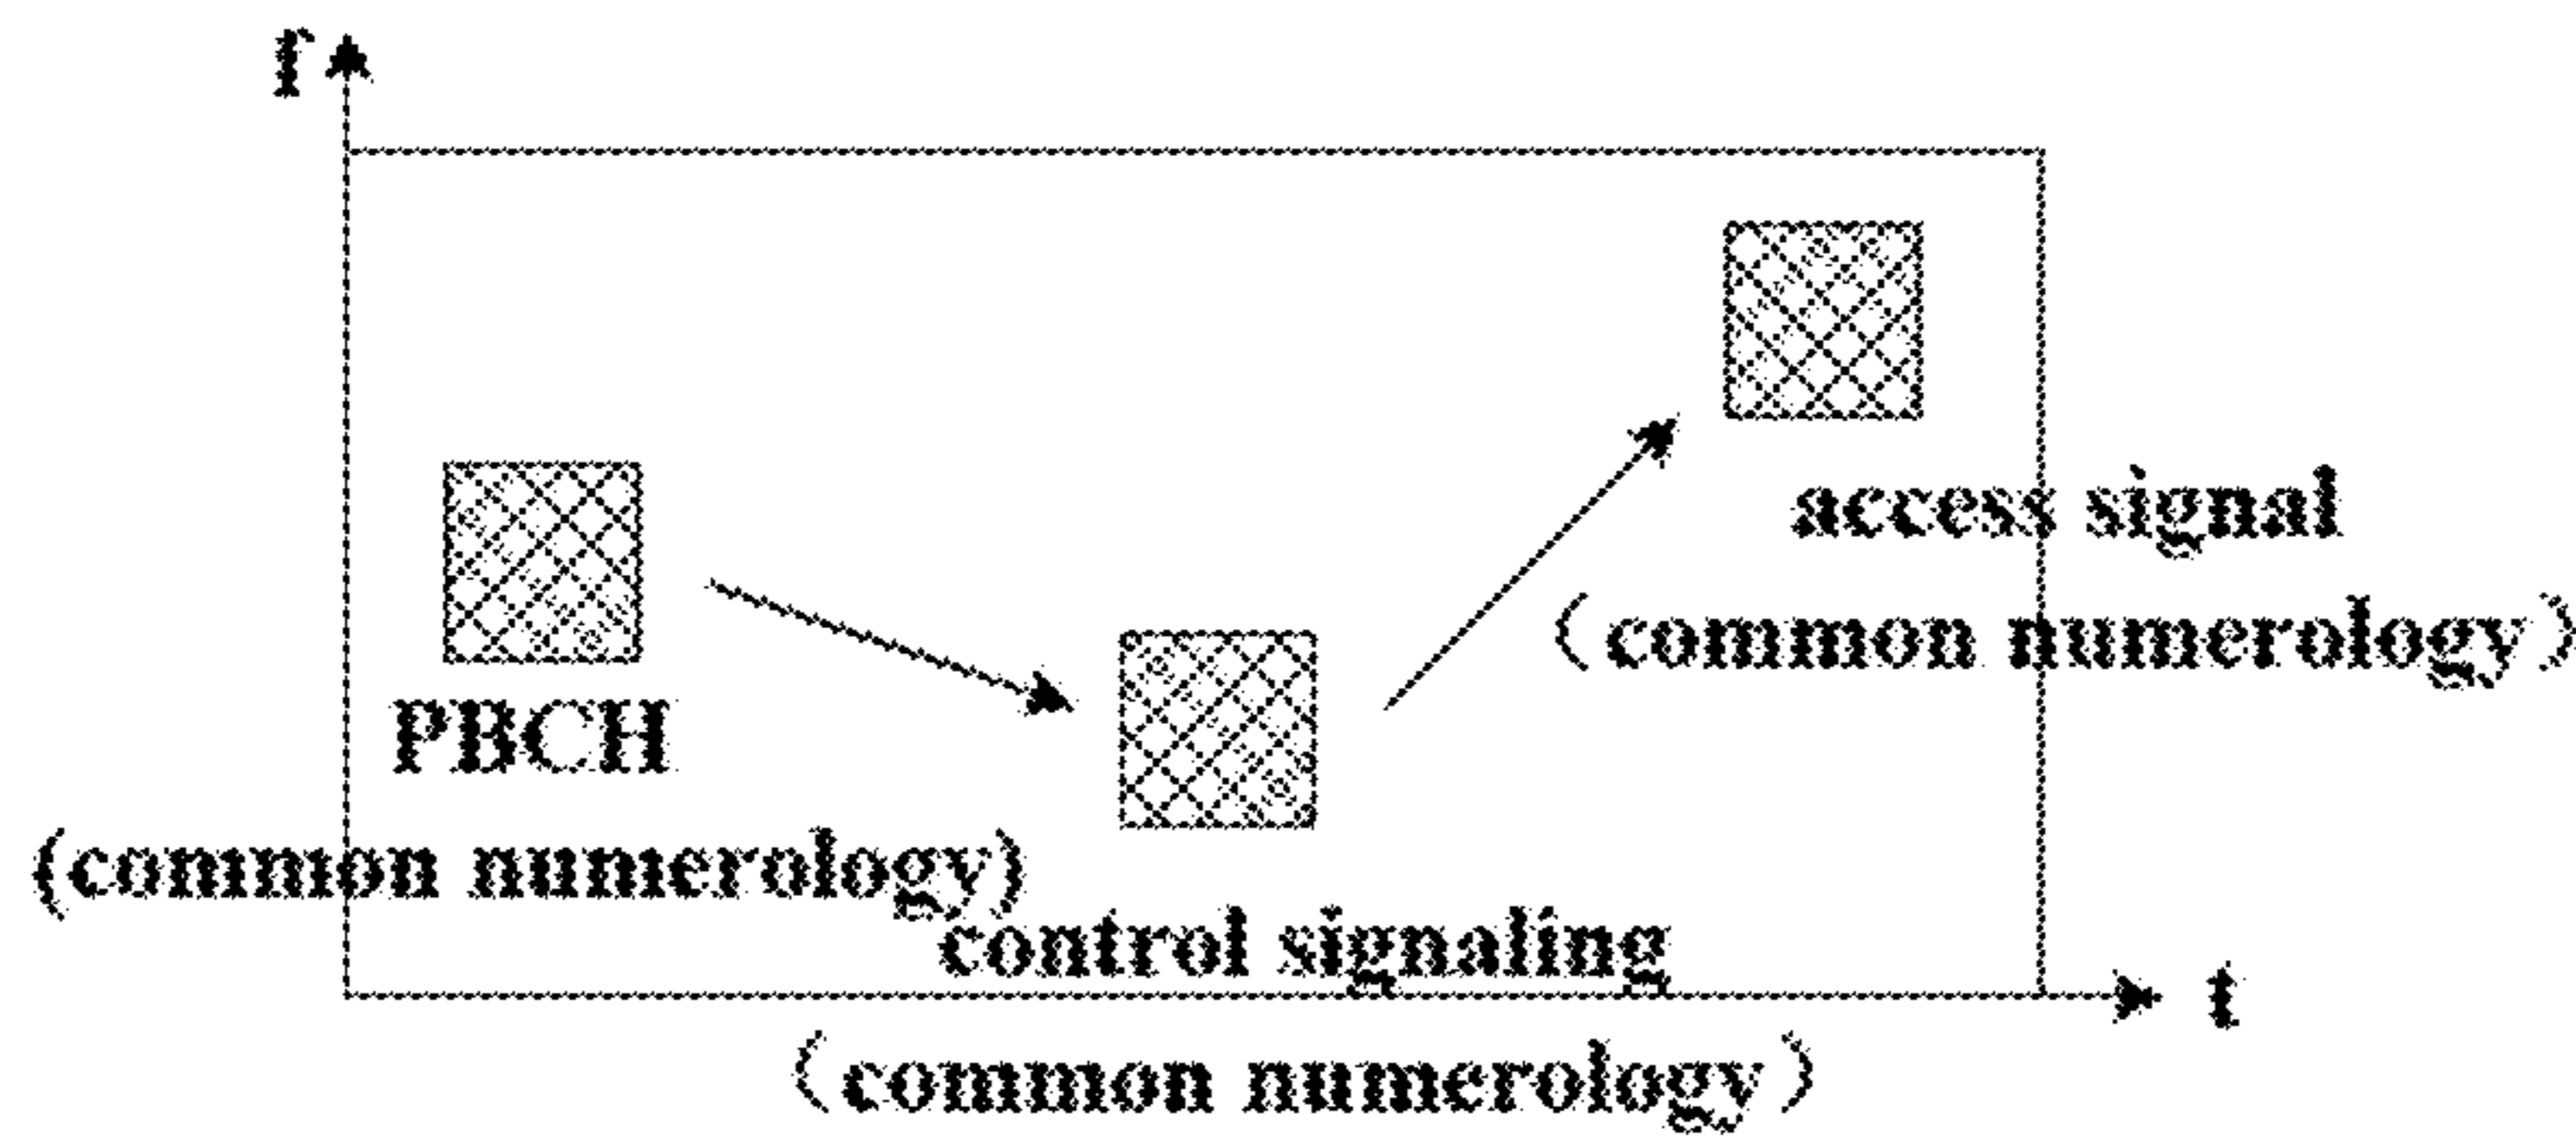 f
access signal
(common numerology)
PBCH
(common numerology)
control signaling
t
(common numerology)